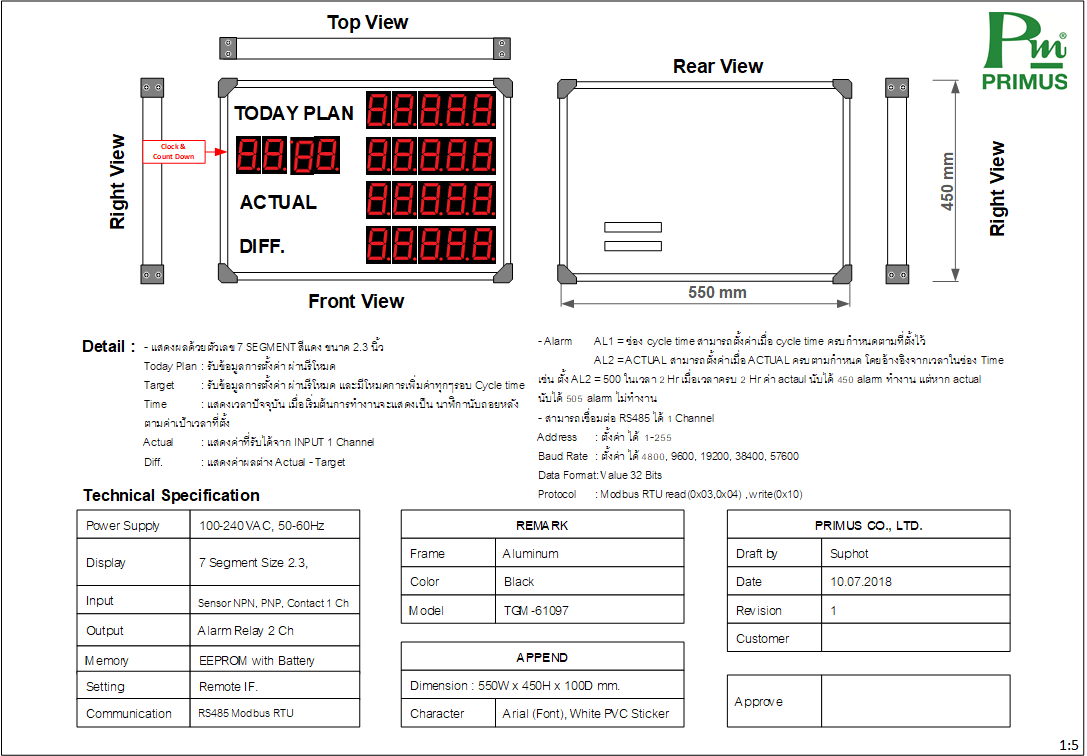 Top View
Rear View
Pm®
PRIMUS
TODAY PLAN
Clock &
Count Down
ACTUAL
DIFF.
Right View
Front View
450 mm
550 mm
Right View
Detail :
- แสดงผลด้วยตัวเลข 7 SEGMENT สีแดง ขนาด 2.3 นิ้ว
Today Plan : รับข้อมูลการตั้งค่า ผ่านรีโหมด
Target : รับข้อมูลการตั้งค่า ผ่านรีโหมด และมีโหมดการเพิ่มค่าทุกๆรอบ Cycle time
Time : แสดงเวลาปัจจุบัน เมื่อเริ่มต้นการทำงานจะแสดงเป็น นาฬิกานับถอยหลัง
ตามค่าเป้าเวลาที่ตั้ง
Actual : แสดงค่าที่รับได้จาก INPUT 1 Channel
Diff. : แสดงค่าผลต่าง Actual - Target
- Alarm AL1 = ช่อง cycle time สามารถตั้งค่าเมื่อ cycle time ครบกำหนดตามที่ตั้งไว้
AL2 = ACTUAL สามารถตั้งค่าเมื่อ ACTUAL ครบตามกำหนด โดยอ้างอิงจากเวลาในช่อง Time
เช่น ตั้ง AL2 = 500 ในเวลา 2 Hr เมื่อเวลาครบ 2 Hr ค่า actaul นับได้ 450 alarm ทำงาน แต่หาก actual
นับได้ 505 alarm ไม่ทำงาน
- สามารถเชื่อมต่อ RS485 ได้ 1 Channel
Address : ตั้งค่า ได้ 1-255
Baud Rate : ตั้งค่า ได้ 4800, 9600, 19200, 38400, 57600
Data Format: Value 32 Bits
Protocol : Modbus RTU read(0x03,0x04) ,write(0x10)
Technical Specification
Power Supply 100-240 VAC, 50-60Hz
Display 7 Segment Size 2.3,
Input Sensor NPN, PNP, Contact 1 Ch
Output Alarm Relay 2 Ch
Memory EEPROM with Battery
Setting Remote IF.
Communication RS485 Modbus RTU
REMARK
Frame Aluminum
Color Black
Model TGM-61097
APPEND
Dimension : 550W x 450H x 100D mm.
Character Arial (Font), White PVC Sticker
PRIMUS CO., LTD.
Draft by Suphot
Date 10.07.2018
Revision 1
Customer
Approve
1:5